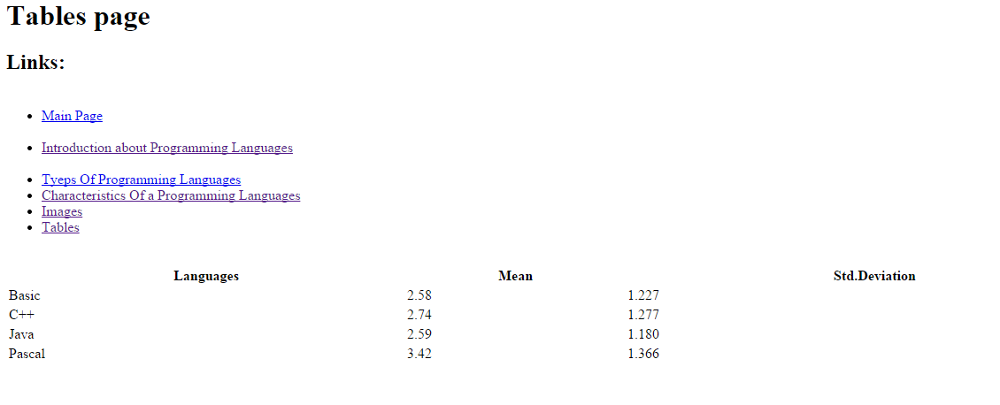 Tables page
Links:
Main Page
Introduction about Programming Languages
Tyeps Of Programming Languages
Characteristics Of a Programming Languages
Images
Tables
Languages Mean Std.Deviation
Basic 2.58 1.227
C++ 2.74 1.277
Java 2.59 1.180
Pascal 3.42 1.366